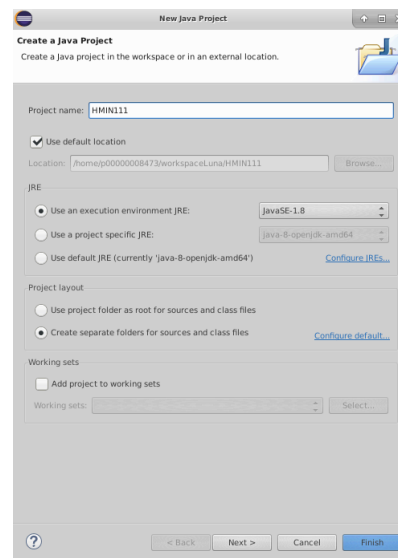 New Java Project
Create a Java Project
Create a Java project in the workspace or in an external location.
Project name: HMIN111
Use default location
Location: /home/p00000008473/workspaceLuna/HMIN111 Browse...
JRE
Use an execution environment JRE: JavaSE-1.8
Use a project specific JRE: java-8-openjdk-amd64
Use default JRE (currently 'java-8-openjdk-amd64') Configure JREs...
Project layout
Use project folder as root for sources and class files
Create separate folders for sources and class files Configure default...
Working sets
Add project to working sets
Working sets: Select...
? < Back Next > Cancel Finish